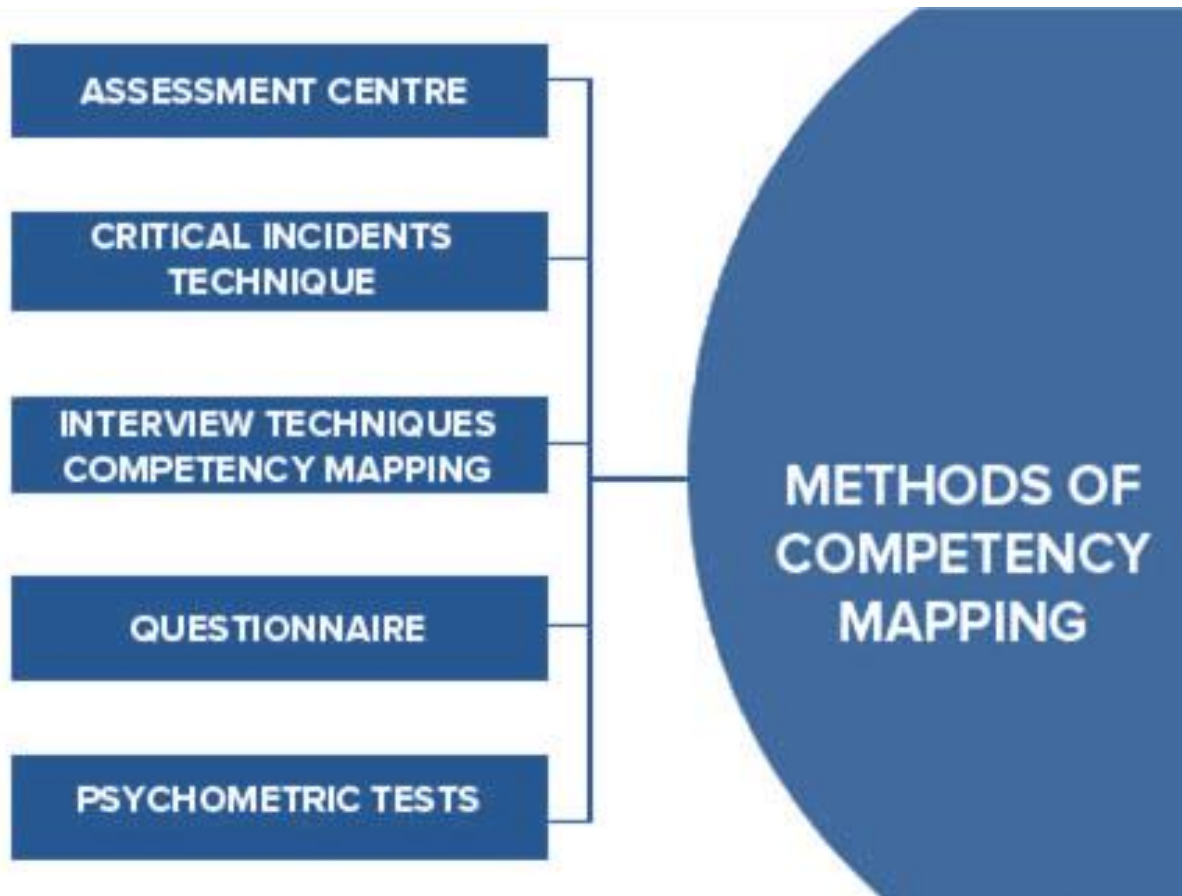 ASSESSMENT CENTRE
CRITICAL INCIDENTS
TECHNIQUE
INTERVIEW TECHNIQUES
COMPETENCY MAPPING
QUESTIONNAIRE
PSYCHOMETRIC TESTS
METHODS OF
COMPETENCY
MAPPING